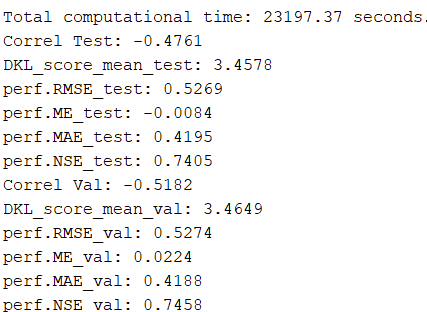 Total computational time: 23197.37 seconds.
Correl Test: -0.4761
DKL_score_mean_test: 3.4578
perf.RMSE_test: 0.5269
perf.ME_test: -0.0084
perf.MAE_test: 0.4195
perf.NSE_test: 0.7405
Correl Val: -0.5182
DKL_score_mean_val: 3.4649
perf.RMSE_val: 0.5274
perf.ME_val: 0.0224
perf.MAE_val: 0.4188
perf.NSE val: 0.7458